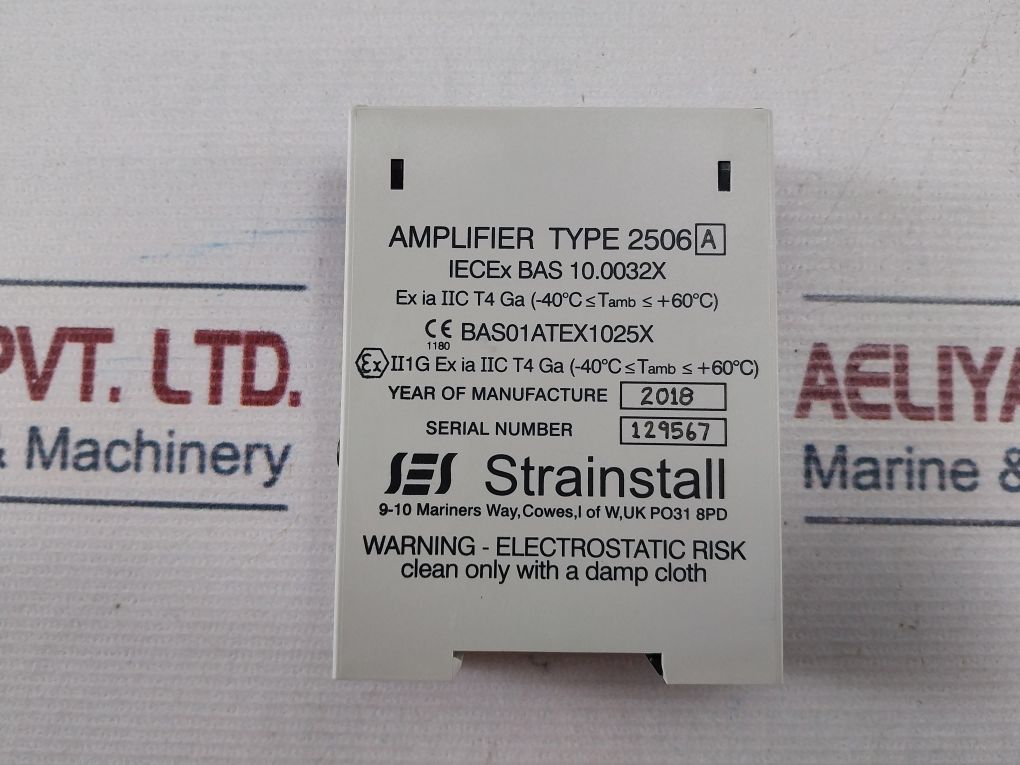 AMPLIFIER TYPE 2506 A
IECEx BAS 10.0032X
Ex ia IIC T4 Ga (-40°C ≤ Tamb ≤ +60°C)
CE BAS01ATEX1025X
1180
Ex II1G Ex ia IIC T4 Ga (-40°C ≤ Tamb ≤ +60°C)
YEAR OF MANUFACTURE 2018
SERIAL NUMBER 129567
SES Strainstall
9-10 Mariners Way, Cowes, I of W, UK PO31 8PD
WARNING - ELECTROSTATIC RISK
clean only with a damp cloth
PVT. LTD.
& Machinery
AELIYA
Marine &